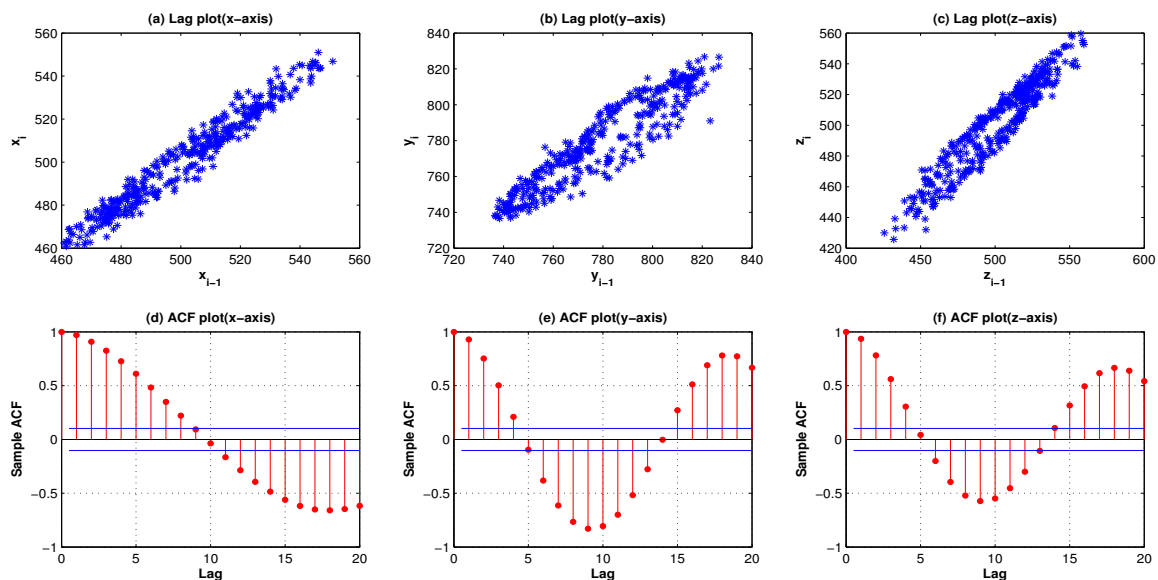 (a) Lag plot(x-axis)
560
540
520
500
480
460
460 480 500 520 540 560
x_i
x_{i-1}
(b) Lag plot(y-axis)
840
820
800
780
760
740
720
720 740 760 780 800 820 840
y_i
y_{i-1}
(c) Lag plot(z-axis)
560
540
520
500
480
460
440
420
400 450 500 550 600
z_i
z_{i-1}
(d) ACF plot(x-axis)
1
0.5
0
−0.5
−1
0 5 10 15 20
Sample ACF
Lag
(e) ACF plot(y-axis)
1
0.5
0
−0.5
−1
0 5 10 15 20
Sample ACF
Lag
(f) ACF plot(z-axis)
1
0.5
0
−0.5
−1
0 5 10 15 20
Sample ACF
Lag